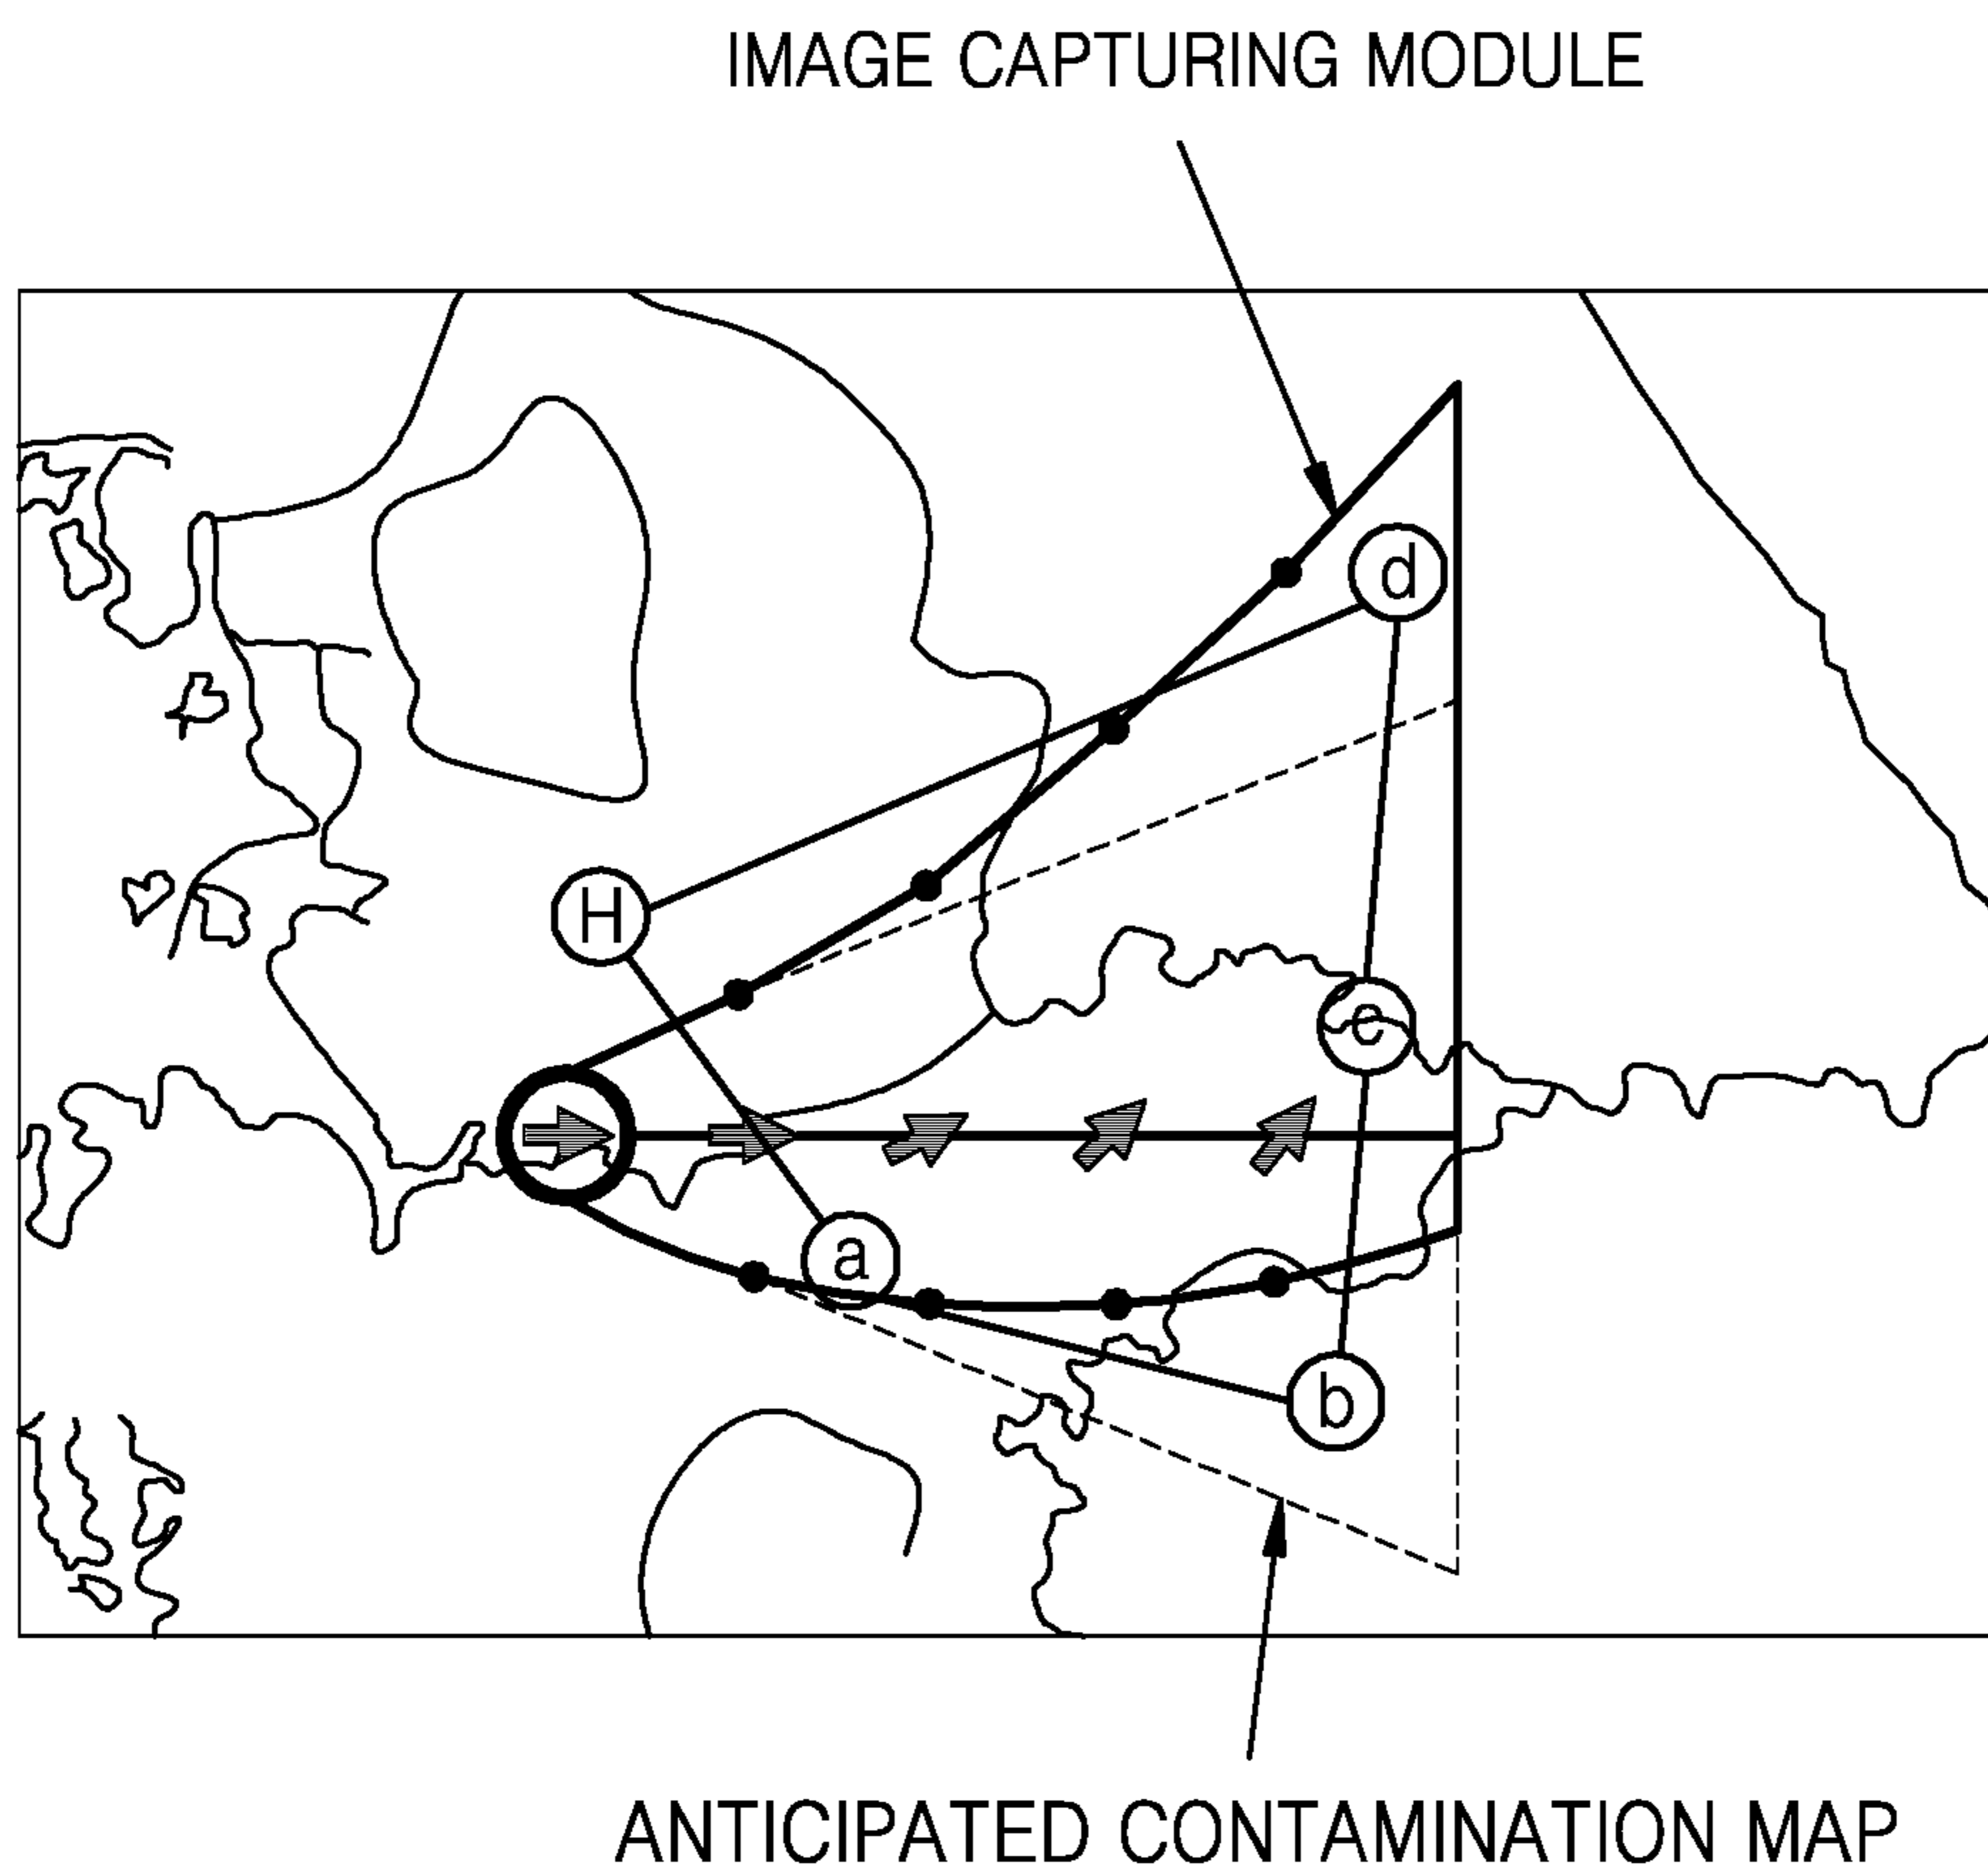 IMAGE CAPTURING MODULE
d
H
e
a
b
ANTICIPATED CONTAMINATION MAP